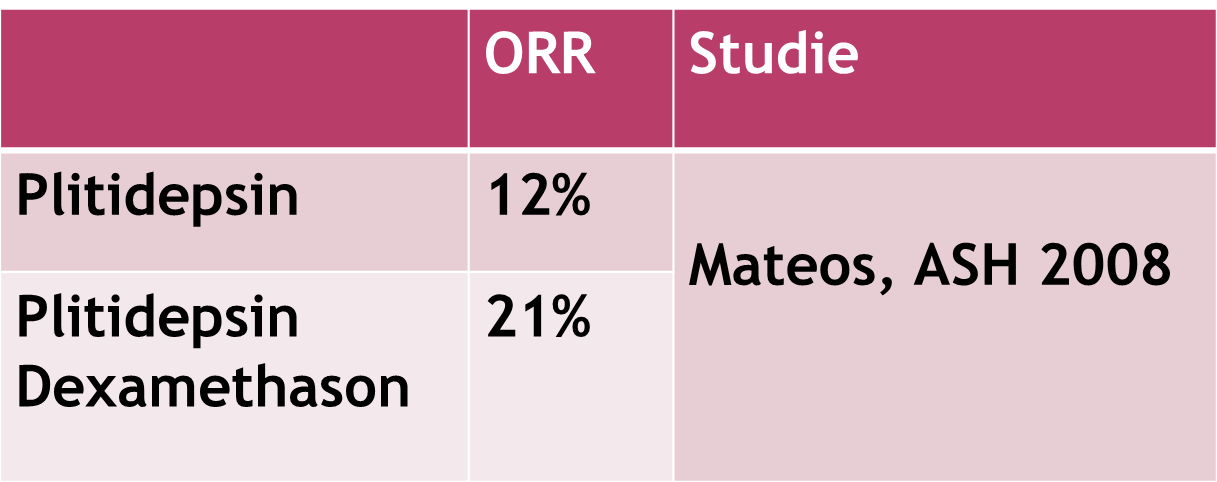 ORR Studie
Plitidepsin 12%
Mateos, ASH 2008
Plitidepsin 21%
Dexamethason